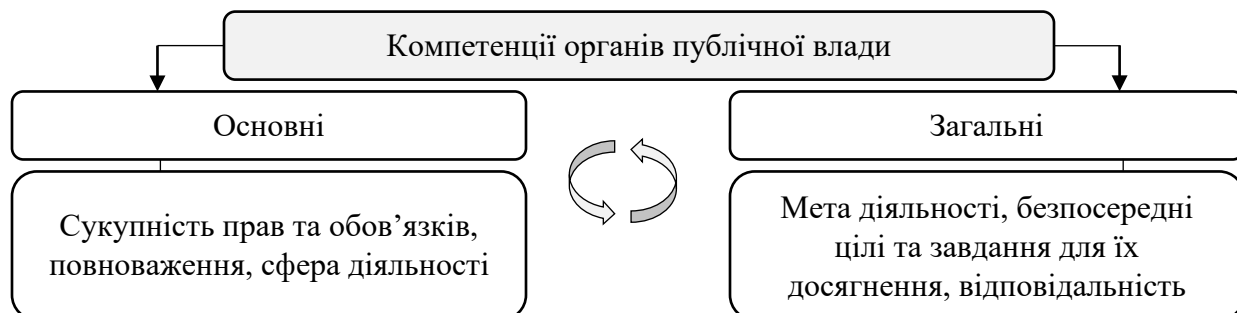 Компетенції органів публічної влади
Основні
Загальні
Сукупність прав та обов’язків,
повноваження, сфера діяльності
Мета діяльності, безпосередні
цілі та завдання для їх
досягнення, відповідальність